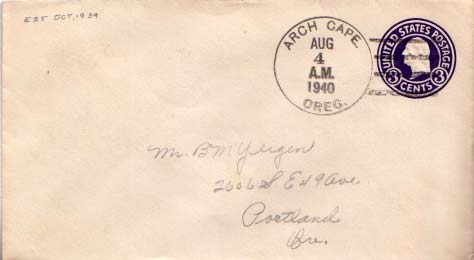 EST OCT, 1939
ARCH CAPE.
AUG
4
A.M.
1940
OREG.
UNITED STATES POSTAGE
3 CENTS 3
Mr. B M Yergen
2606 S. E 49 Ave.
Portland
Ore.